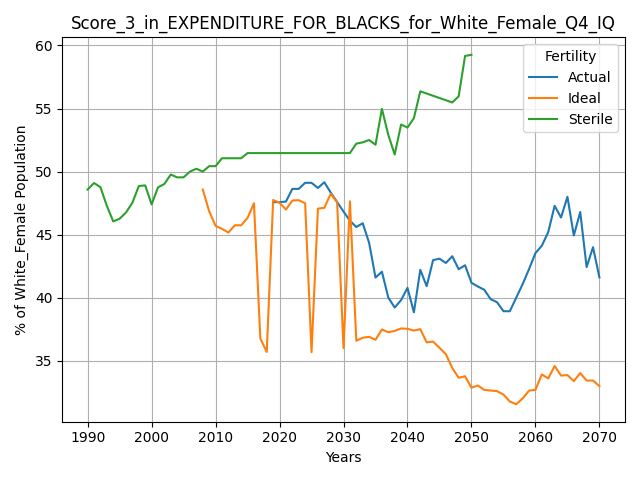 Score_3_in_EXPENDITURE_FOR_BLACKS_for_White_Female_Q4_IQ
60
55
50
45
40
35
% of White_Female Population
Fertility
Actual
Ideal
Sterile
1990 2000 2010 2020 2030 2040 2050 2060 2070
Years